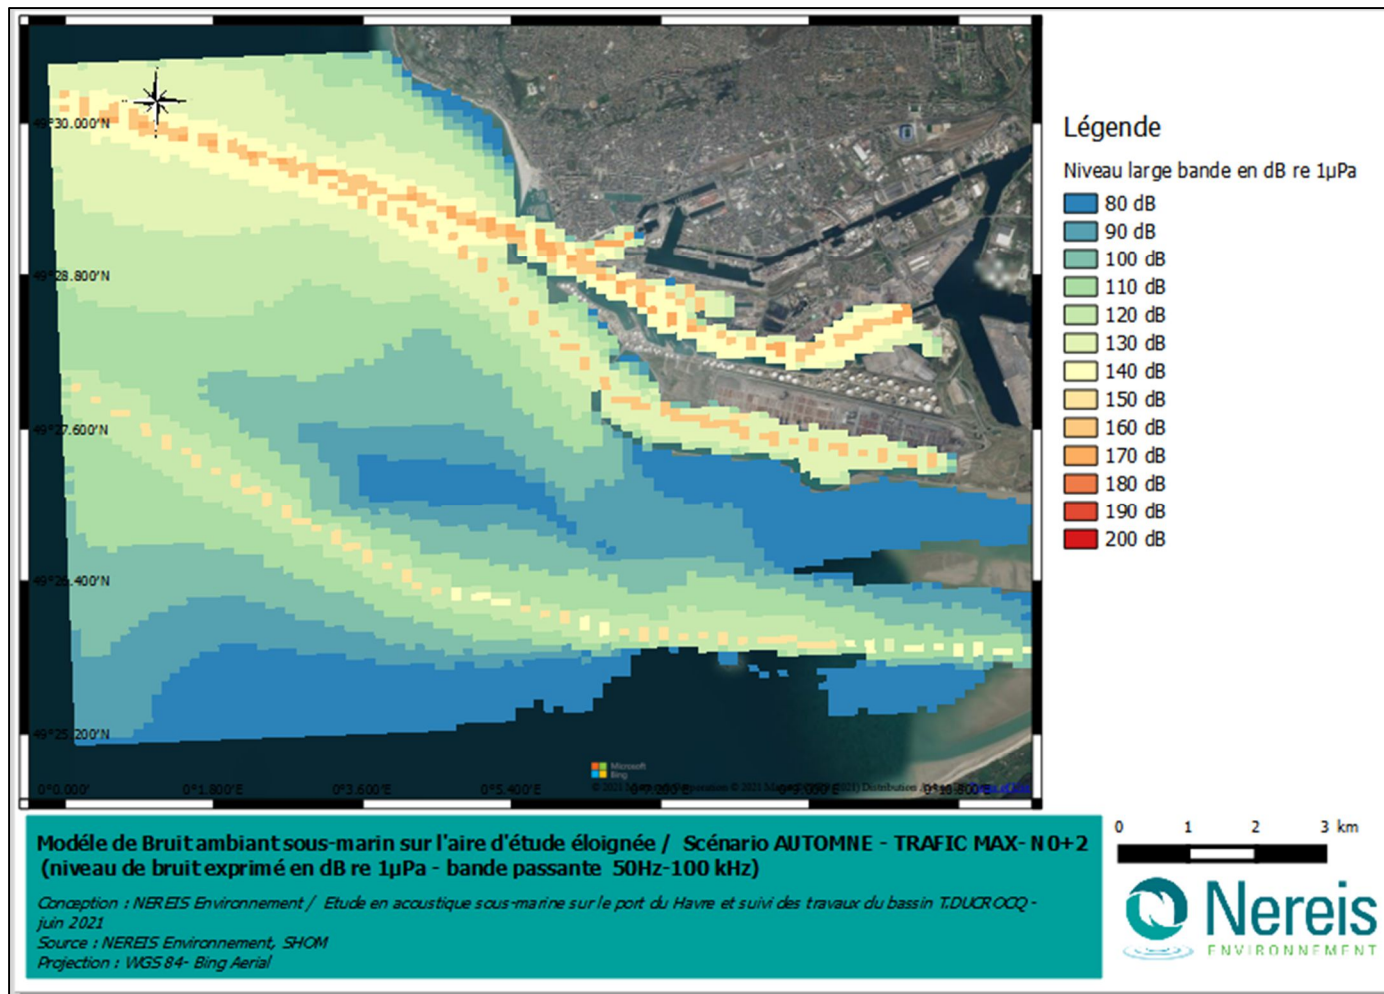 49°30.000'N
49°28.800'N
49°27.600'N
49°26.400'N
49°25.200'N
0°0.000'
0°1.800'E
0°3.600'E
0°5.400'E
Microsoft
Bing
Légende
Niveau large bande en dB re 1µPa
80 dB
90 dB
100 dB
110 dB
120 dB
130 dB
140 dB
150 dB
160 dB
170 dB
180 dB
190 dB
200 dB
Modéle de Bruit ambiant sous-marin sur l'aire d'étude éloignée / Scénario AUTOMNE - TRAFIC MAX- N0+2
(niveau de bruit exprimé en dB re 1µPa - bande passante 50Hz-100 kHz)
Conception : NEREIS Environnement / Etude en acoustique sous-marine sur le port du Havre et suivi des travaux du bassin T.DUCROCQ -
juin 2021
Source : NEREIS Environnement, SHOM
Projection : WGS 84- Bing Aerial
0 1 2 3 km
Nereis
ENVIRONNEMENT